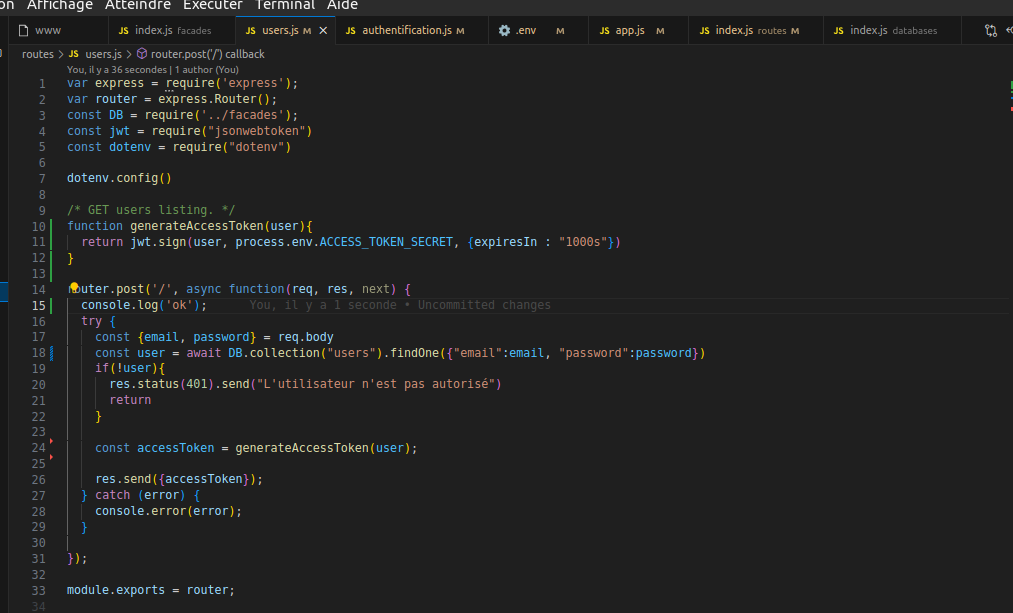 on Affichage Atteindre Exécuter Terminal Aide
www JS index.js facades JS users.js M × JS authentification.js M .env M JS app.js M JS index.js routes M JS index.js databases
routes > JS users.js > router.post('/') callback
You, il y a 36 secondes | 1 author (You)
1 var express = require('express');
2 var router = express.Router();
3 const DB = require('../facades');
4 const jwt = require("jsonwebtoken")
5 const dotenv = require("dotenv")
6
7 dotenv.config()
8
9 /* GET users listing. */
10 function generateAccessToken(user){
11 return jwt.sign(user, process.env.ACCESS_TOKEN_SECRET, {expiresIn : "1000s"})
12 }
13
14 router.post('/', async function(req, res, next) {
15 console.log('ok'); You, il y a 1 seconde • Uncommitted changes
16 try {
17 const {email, password} = req.body
18 const user = await DB.collection("users").findOne({"email":email, "password":password})
19 if(!user){
20 res.status(401).send("L'utilisateur n'est pas autorisé")
21 return
22 }
23
24 const accessToken = generateAccessToken(user);
25
26 res.send({accessToken});
27 } catch (error) {
28 console.error(error);
29 }
30
31 });
32
33 module.exports = router;
34